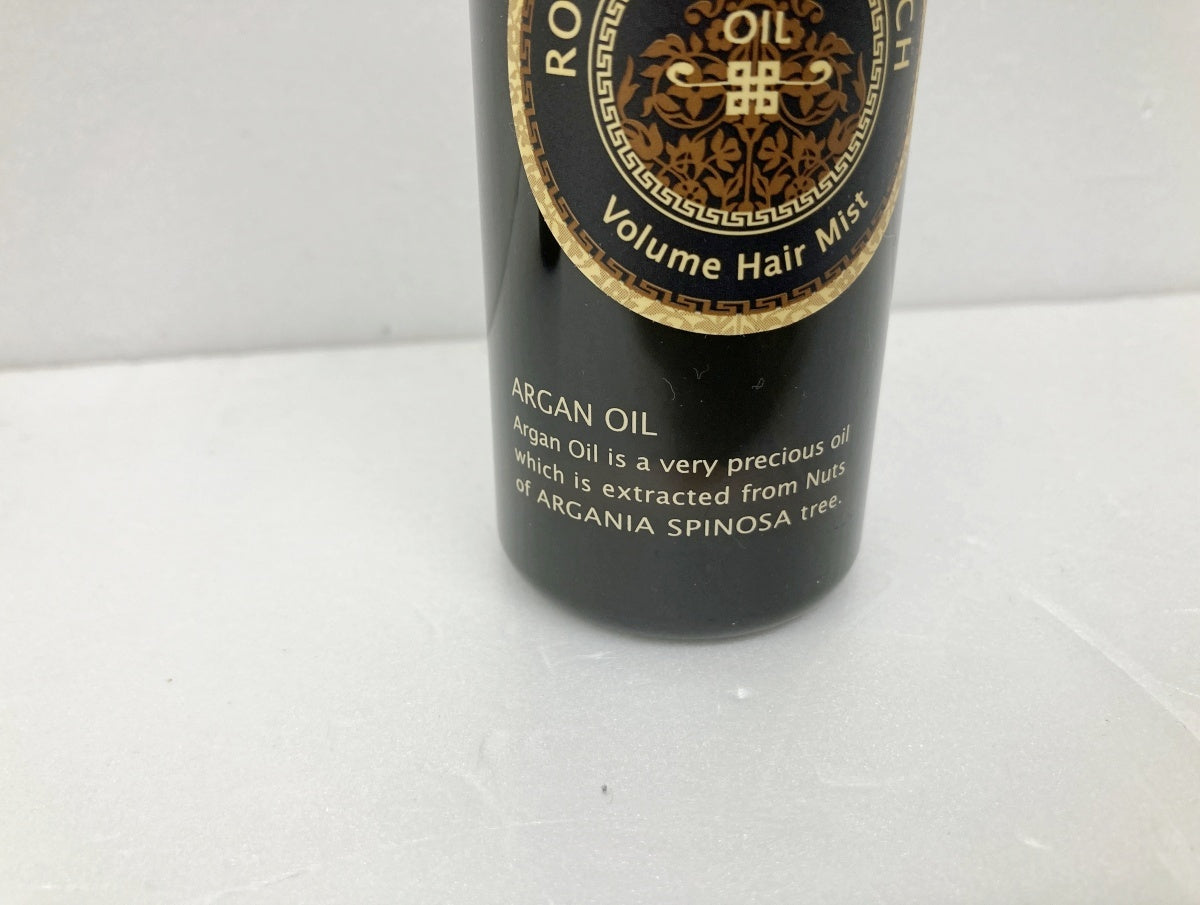 OIL
Volume Hair Mist
ARGAN OIL
Argan Oil is a very precious oil
which is extracted from Nuts
of ARGANIA SPINOSA tree.